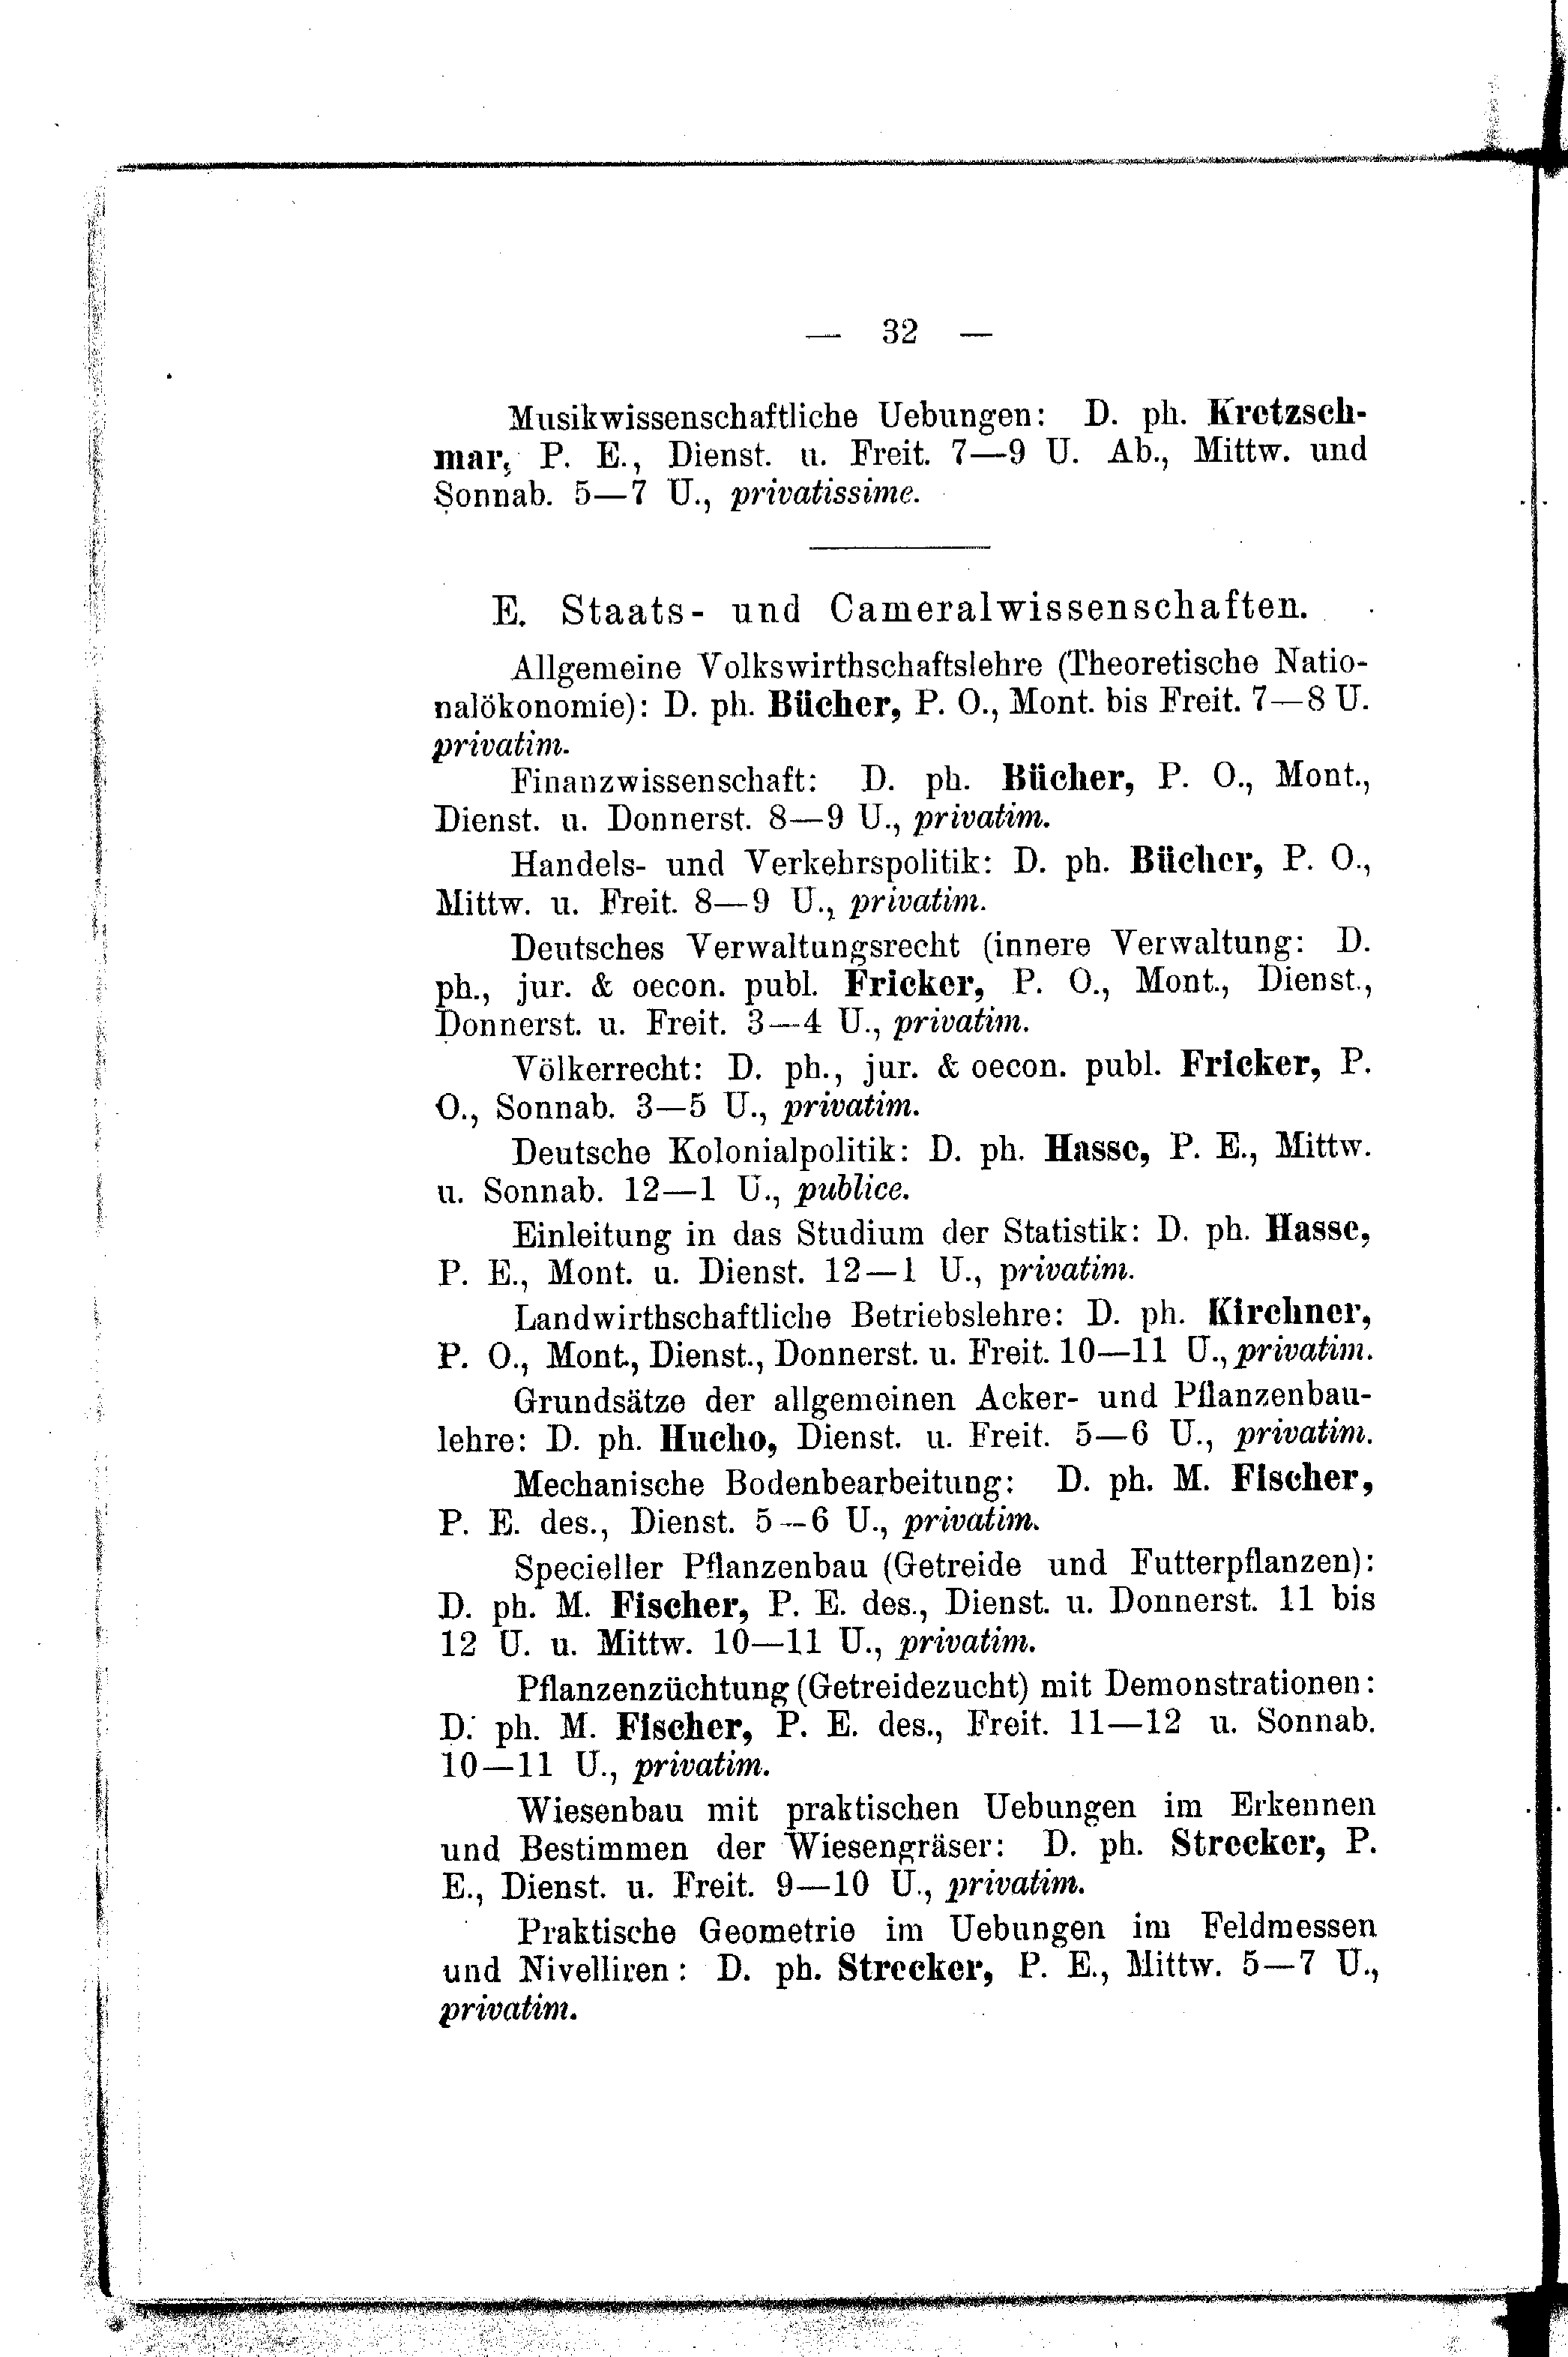 — 32 —
Musikwissenschaftliche Uebungen: D. ph. Kretzsch-
mar, P. E., Dienst. u. Freit. 7—9 U. Ab., Mittw. und
Sonnab. 5—7 U., privatissime.
E. Staats- und Cameralwissenschaften.
Allgemeine Volkswirthschaftslehre (Theoretische Natio-
nalökonomie): D. ph. Bücher, P. O., Mont. bis Freit. 7—8 U.
privatim.
Finanzwissenschaft: D. ph. Bücher, P. O., Mont.,
Dienst. u. Donnerst. 8—9 U., privatim.
Handels- und Verkehrspolitik: D. ph. Bücher, P. O.,
Mittw. u. Freit. 8—9 U., privatim.
Deutsches Verwaltungsrecht (innere Verwaltung: D.
ph., jur. & oecon. publ. Fricker, P. O., Mont., Dienst.,
Donnerst. u. Freit. 3—4 U., privatim.
Völkerrecht: D. ph., jur. & oecon. publ. Fricker, P.
O., Sonnab. 3—5 U., privatim.
Deutsche Kolonialpolitik: D. ph. Hasse, P. E., Mittw.
u. Sonnab. 12—1 U., publice.
Einleitung in das Studium der Statistik: D. ph. Hasse,
P. E., Mont. u. Dienst. 12—1 U., privatim.
Landwirthschaftliche Betriebslehre: D. ph. Kirchner,
P. O., Mont., Dienst., Donnerst. u. Freit. 10—11 U., privatim.
Grundsätze der allgemeinen Acker- und Pflanzenbau-
lehre: D. ph. Hucho, Dienst. u. Freit. 5—6 U., privatim.
Mechanische Bodenbearbeitung: D. ph. M. Fischer,
P. E. des., Dienst. 5—6 U., privatim.
Specieller Pflanzenbau (Getreide und Futterpflanzen):
D. ph. M. Fischer, P. E. des., Dienst. u. Donnerst. 11 bis
12 U. u. Mittw. 10—11 U., privatim.
Pflanzenzüchtung (Getreidezucht) mit Demonstrationen:
D. ph. M. Fischer, P. E. des., Freit. 11—12 u. Sonnab.
10—11 U., privatim.
Wiesenbau mit praktischen Uebungen im Erkennen
und Bestimmen der Wiesengräser: D. ph. Strecker, P.
E., Dienst. u. Freit. 9—10 U., privatim.
Praktische Geometrie im Uebungen im Feldmessen
und Nivelliren: D. ph. Strecker, P. E., Mittw. 5—7 U.,
privatim.